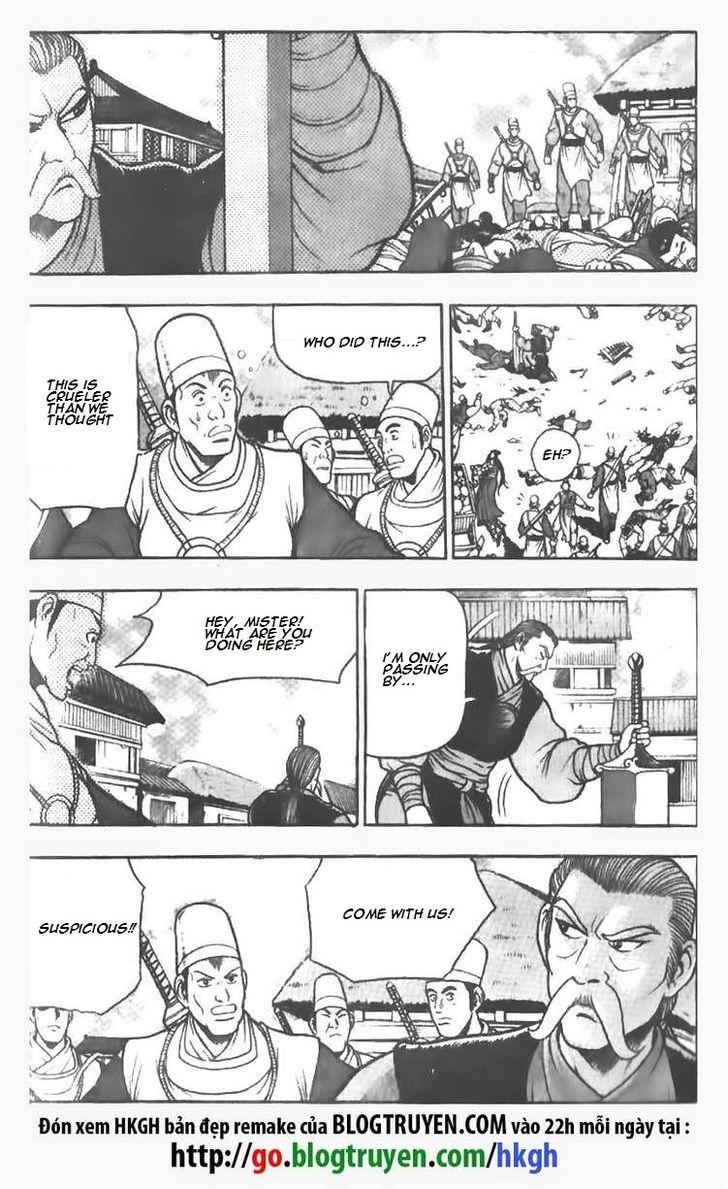 WHO DID THIS...?
THIS IS
CRUELER
THAN WE
THOUGHT
EH?
HEY, MISTER!
WHAT ARE YOU
DOING HERE?
I'M ONLY
PASSING
BY...
SUSPICIOUS!!
COME WITH US!
Đón xem HKGH bản đẹp remake của BLOGTRUYEN.COM vào 22h mỗi ngày tại :
http://go.blogtruyen.com/hkgh